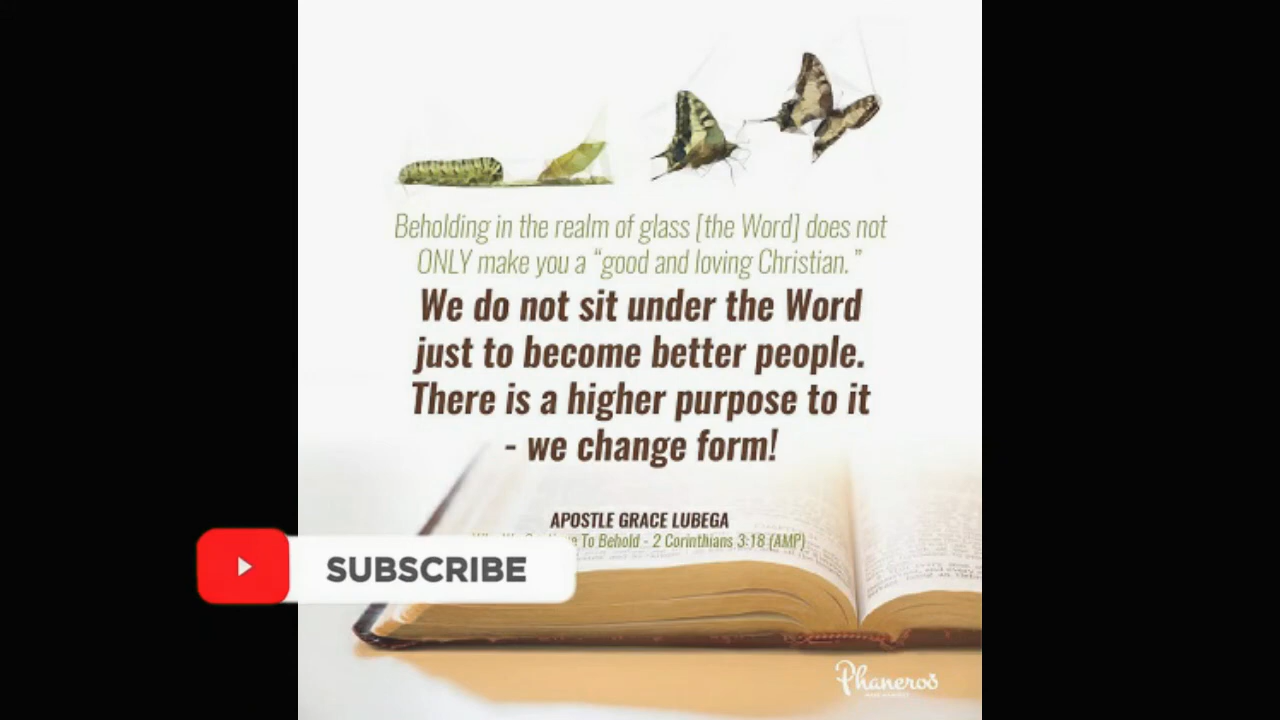 Beholding in the realm of glass [the Word] does not
ONLY make you a “good and loving Christian.”
We do not sit under the Word
just to become better people.
There is a higher purpose to it
- we change form!
APOSTLE GRACE LUBEGA
To Behold - 2 Corinthians 3:18 (AMP)
SUBSCRIBE
Phaneroo